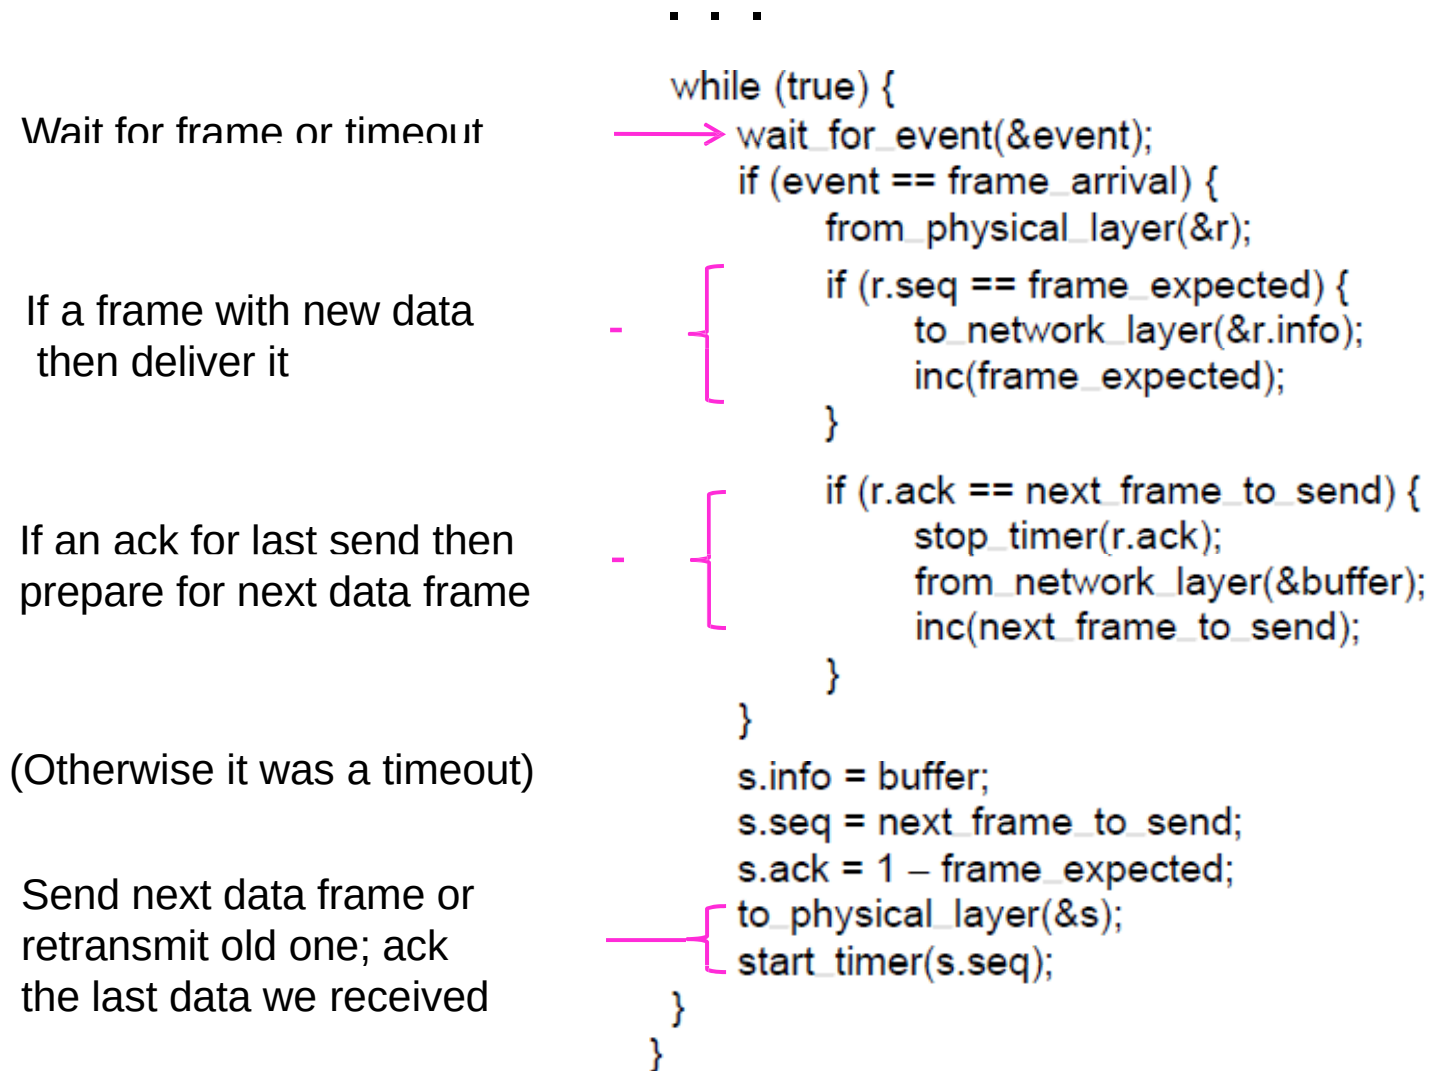 . . .
while (true) {
Wait for frame or timeout
wait_for_event(&event);
if (event == frame_arrival) {
from_physical_layer(&r);
If a frame with new data
then deliver it
if (r.seq == frame_expected) {
to_network_layer(&r.info);
inc(frame_expected);
}
If an ack for last send then
prepare for next data frame
if (r.ack == next_frame_to_send) {
stop_timer(r.ack);
from_network_layer(&buffer);
inc(next_frame_to_send);
}
}
(Otherwise it was a timeout)
s.info = buffer;
s.seq = next_frame_to_send;
s.ack = 1 – frame_expected;
Send next data frame or
retransmit old one; ack
the last data we received
to_physical_layer(&s);
start_timer(s.seq);
}
}